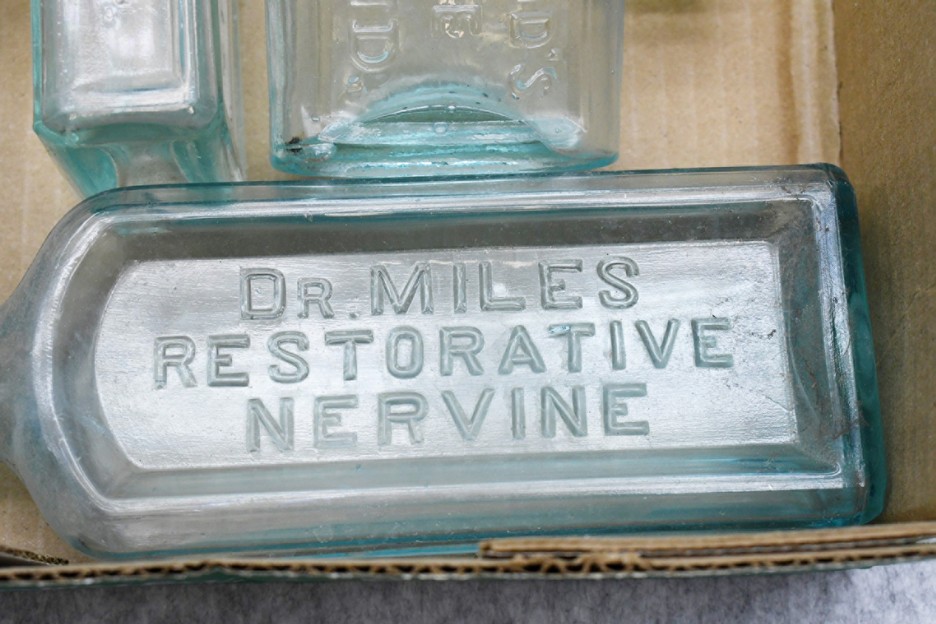 D'S
E
DR. MILES
RESTORATIVE
NERVINE